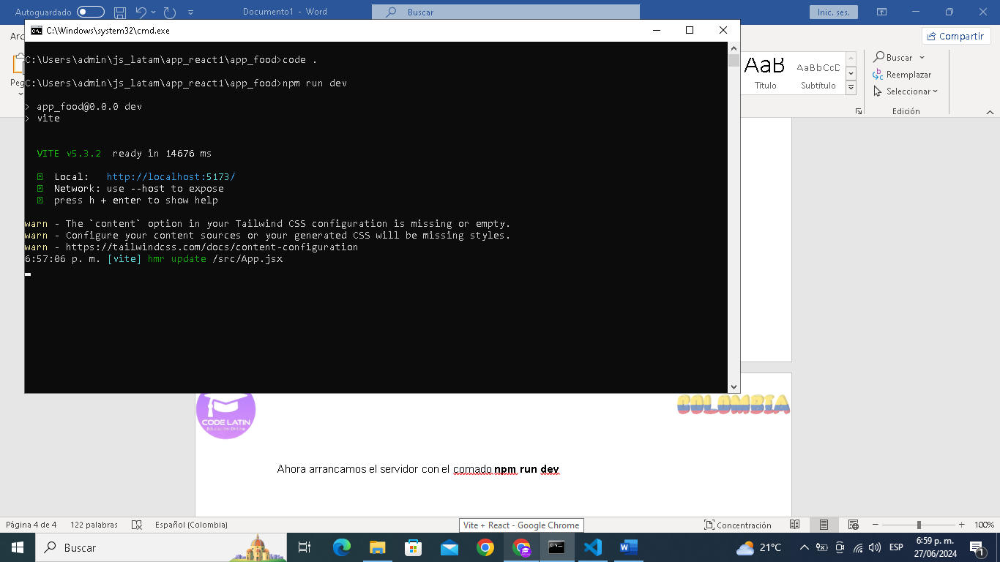 Autoguardado
Documento1 - Word
Buscar
Inic. ses.
C:\Windows\system32\cmd.exe
Arc
Compartir
C:\Users\admin\js_latam\app_react1\app_food>code .
C:\Users\admin\js_latam\app_react1\app_food>npm run dev
> app_food@0.0.0 dev
> vite
VITE v5.3.2 ready in 14676 ms
Local: http://localhost:5173/
Network: use --host to expose
press h + enter to show help
warn - The `content` option in your Tailwind CSS configuration is missing or empty.
warn - Configure your content sources or your generated CSS will be missing styles.
warn - https://tailwindcss.com/docs/content-configuration
6:57:06 p. m. [vite] hmr update /src/App.jsx
Peg
AaB
AaBbCcD
Título
Subtítulo
Buscar
Reemplazar
Seleccionar
Edición
CODE LATIN
Educación Online
COLOMBIA
Ahora arrancamos el servidor con el comado npm run dev
Página 4 de 4
122 palabras
Español (Colombia)
Vite + React - Google Chrome
Concentración
100%
Buscar
21°C
ESP
6:59 p. m.
27/06/2024
1